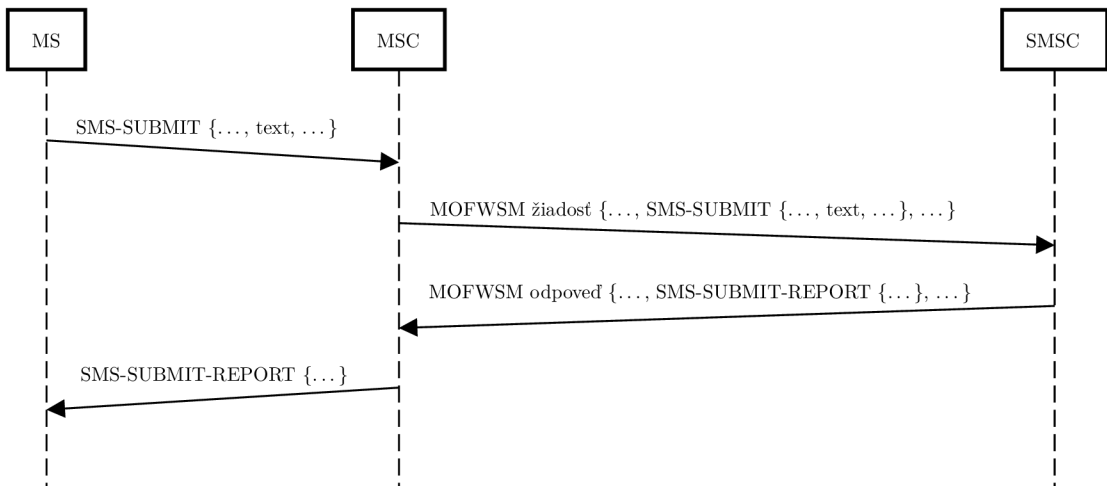 MS
MSC
SMSC
SMS-SUBMIT {..., text, ...}
MOFWSM žiadosť {..., SMS-SUBMIT {..., text, ...}, ...}
MOFWSM odpoveď {..., SMS-SUBMIT-REPORT {...}, ...}
SMS-SUBMIT-REPORT {...}